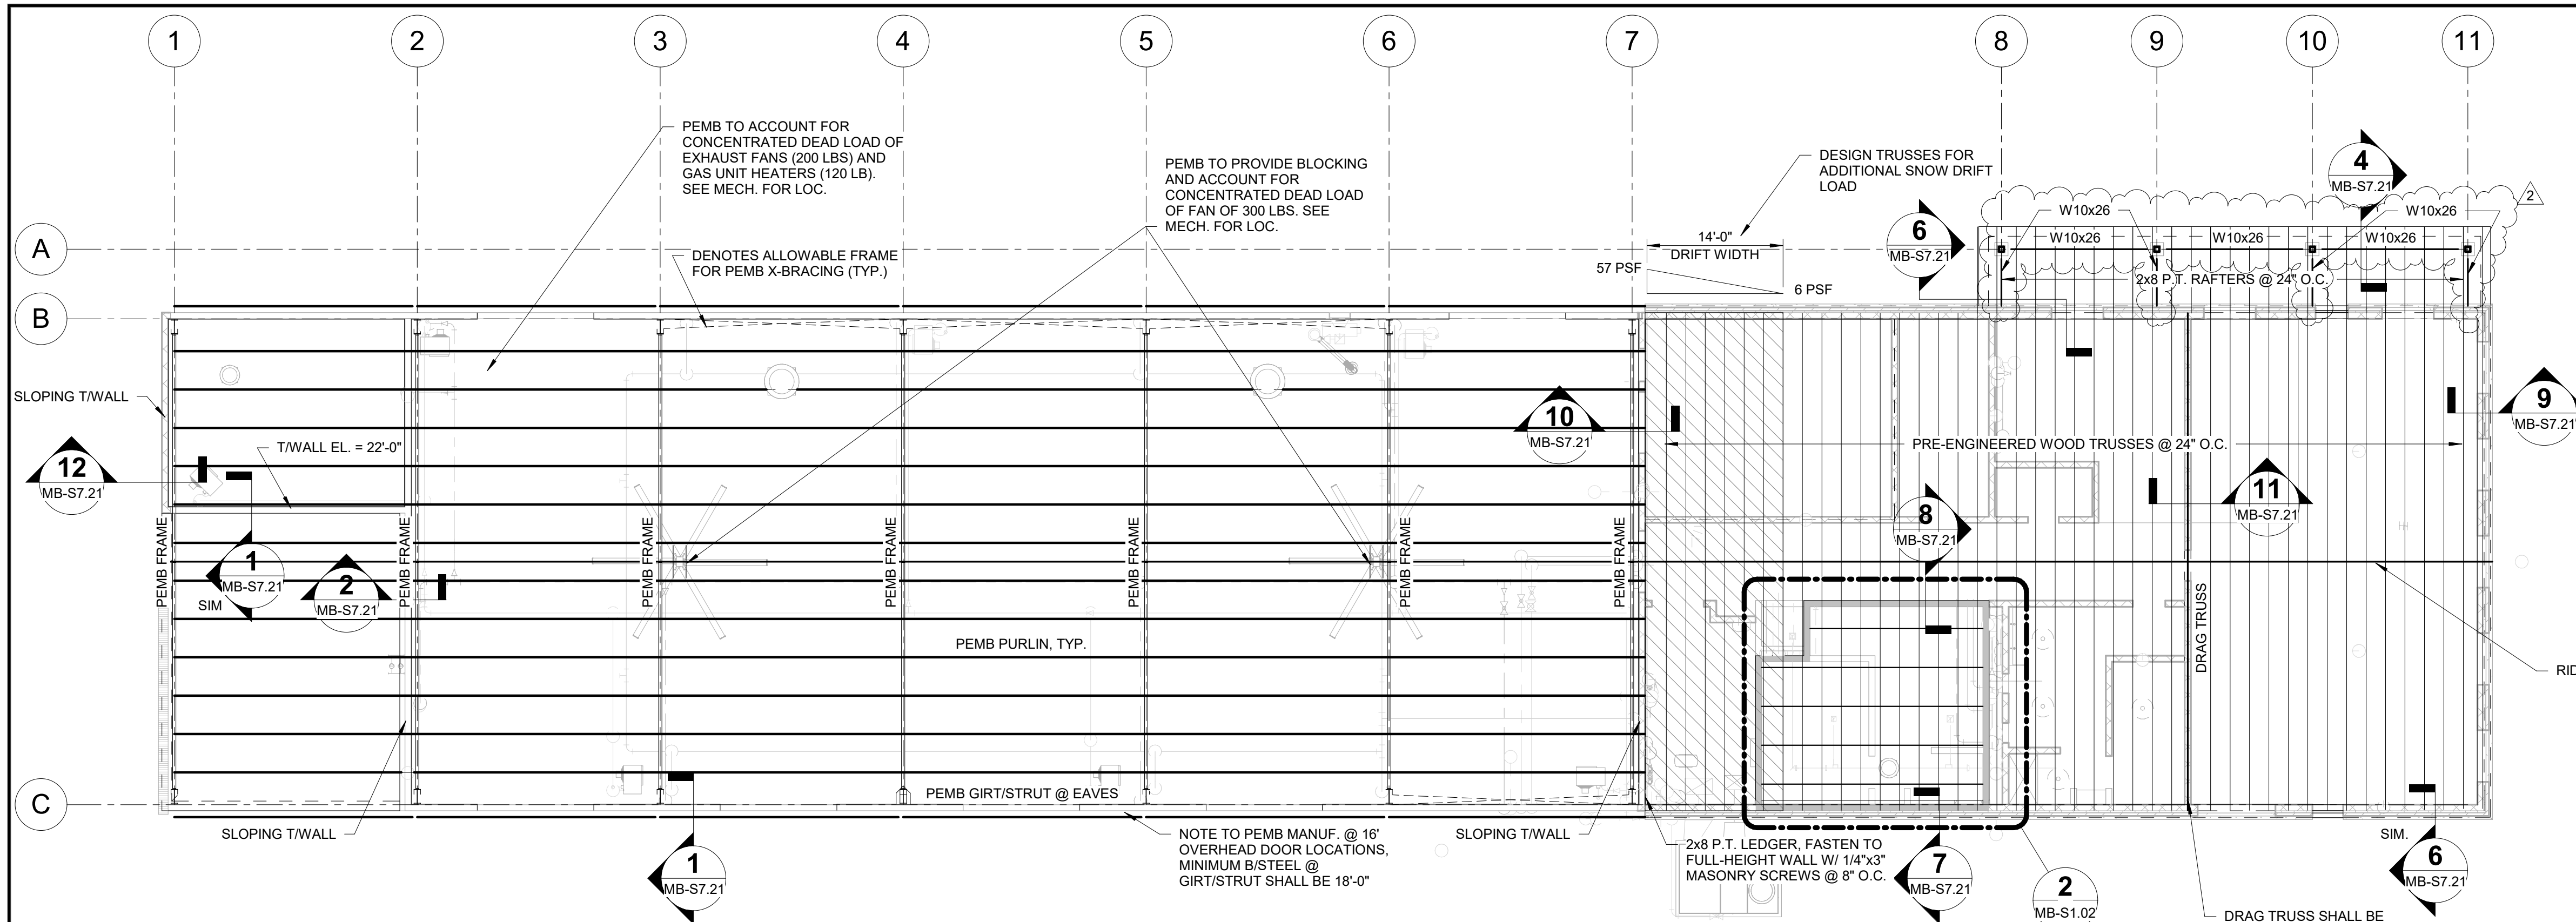 1
2
3
4
5
6
7
8
9
10
11
A
B
C
PEMB TO ACCOUNT FOR
CONCENTRATED DEAD LOAD OF
EXHAUST FANS (200 LBS) AND
GAS UNIT HEATERS (120 LB).
SEE MECH. FOR LOC.
PEMB TO PROVIDE BLOCKING
AND ACCOUNT FOR
CONCENTRATED DEAD LOAD
OF FAN OF 300 LBS. SEE
MECH. FOR LOC.
DENOTES ALLOWABLE FRAME
FOR PEMB X-BRACING (TYP.)
DESIGN TRUSSES FOR
ADDITIONAL SNOW DRIFT
LOAD
14'-0"
DRIFT WIDTH
57 PSF
6 PSF
6
MB-S7.21
4
MB-S7.21
2
W10x26
W10x26
W10x26
W10x26
W10x26
2x8 P.T. RAFTERS @ 24" O.C.
SLOPING T/WALL
T/WALL EL. = 22'-0"
12
MB-S7.21
1
MB-S7.21
SIM
2
MB-S7.21
10
MB-S7.21
9
MB-S7.21
PRE-ENGINEERED WOOD TRUSSES @ 24" O.C.
11
MB-S7.21
8
MB-S7.21
PEMB FRAME
PEMB FRAME
PEMB FRAME
PEMB FRAME
PEMB FRAME
PEMB FRAME
PEMB FRAME
DRAG TRUSS
PEMB PURLIN, TYP.
RID
PEMB GIRT/STRUT @ EAVES
SLOPING T/WALL
1
MB-S7.21
NOTE TO PEMB MANUF. @ 16'
OVERHEAD DOOR LOCATIONS,
MINIMUM B/STEEL @
GIRT/STRUT SHALL BE 18'-0"
SLOPING T/WALL
2x8 P.T. LEDGER, FASTEN TO
FULL-HEIGHT WALL W/ 1/4"x3"
MASONRY SCREWS @ 8" O.C.
7
MB-S7.21
2
MB-S1.02
SIM.
6
MB-S7.21
DRAG TRUSS SHALL BE